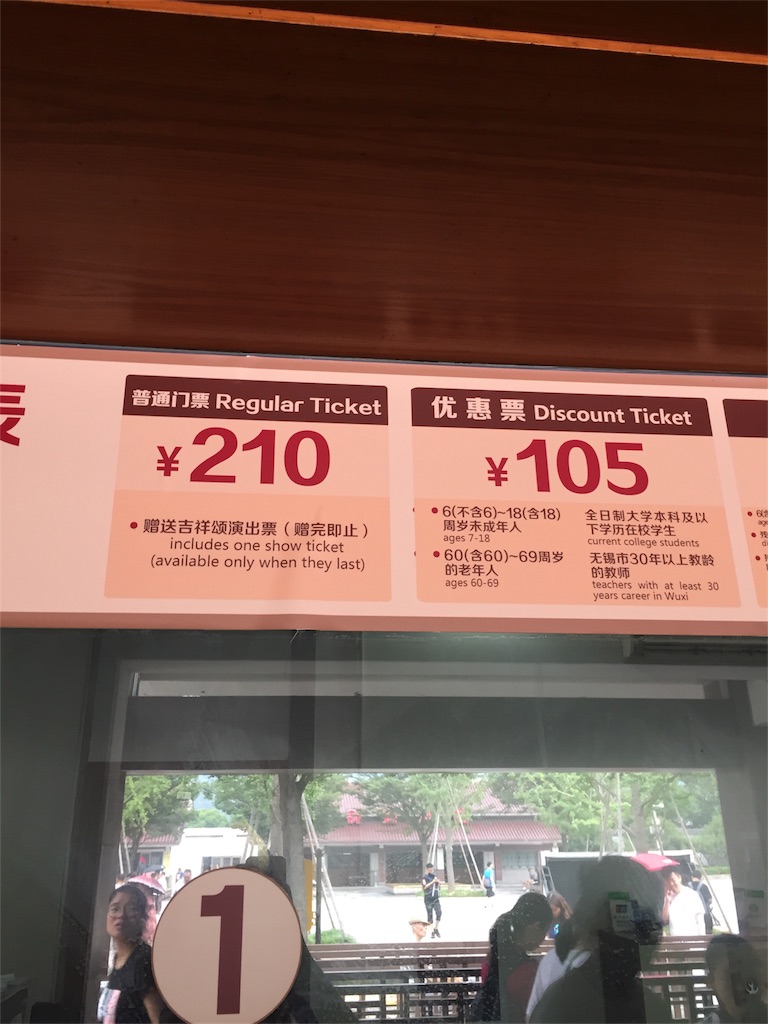 表
普通门票 Regular Ticket
¥210
赠送吉祥颂演出票（赠完即止）
includes one show ticket
(available only when they last)
优惠票 Discount Ticket
¥105
6(不含6)~18(含18)
周岁未成年人
ages 7-18
60(含60)~69周岁
的老年人
ages 60-69
全日制大学本科及以
下学历在校学生
current college students
无锡市30年以上教龄
的教师
teachers with at least 30
years career in Wuxi
1